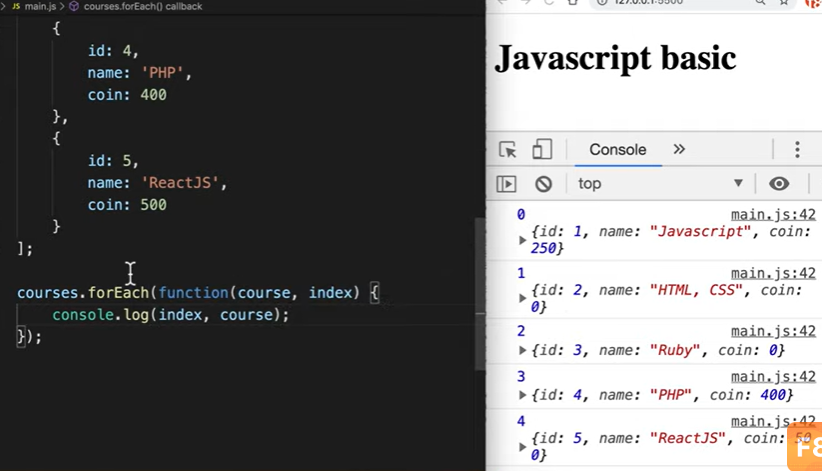 main.js > courses.forEach() callback
{
id: 4,
name: 'PHP',
coin: 400
},
{
id: 5,
name: 'ReactJS',
coin: 500
}
];
courses.forEach(function(course, index) {
console.log(index, course);
});
127.0.0.1:5500
Javascript basic
Console
top
0 main.js:42
{id: 1, name: "Javascript", coin:
250}
1 main.js:42
{id: 2, name: "HTML, CSS", coin:
0}
2 main.js:42
{id: 3, name: "Ruby", coin: 0}
3 main.js:42
{id: 4, name: "PHP", coin: 400}
4 main.js:42
{id: 5, name: "ReactJS", coin: 50
0}
F8